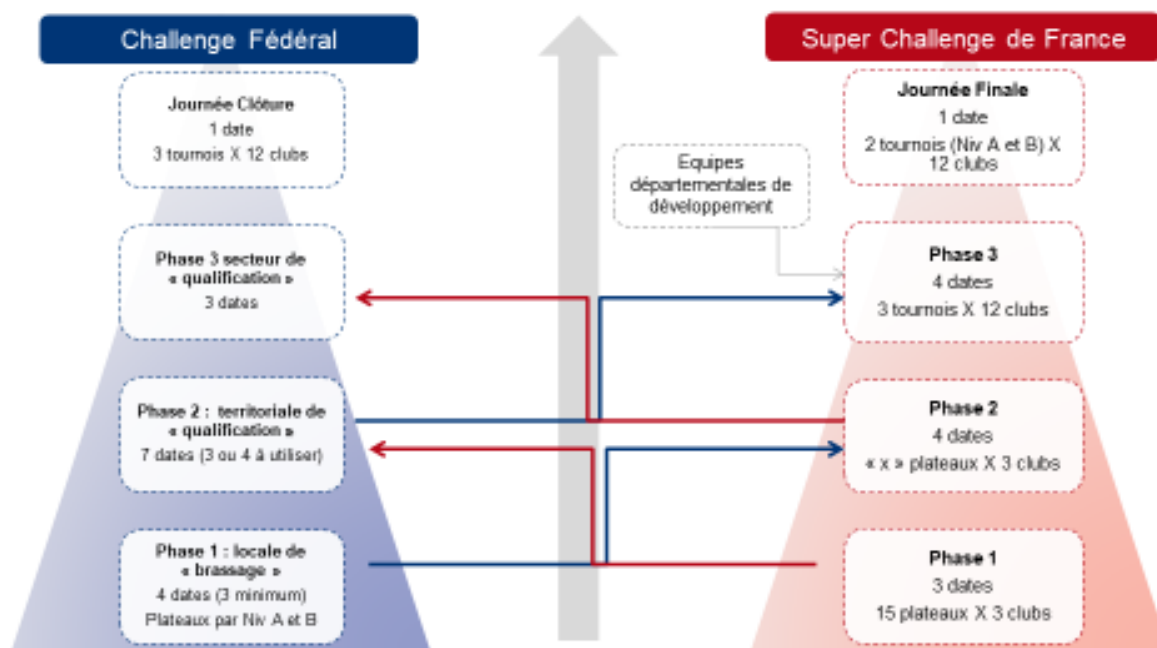 Challenge Fédéral
Journée Clôture
1 date
3 tournois X 12 clubs
Phase 3 secteur de
« qualification »
3 dates
Phase 2 : territoriale de
« qualification »
7 dates (3 ou 4 à utiliser)
Phase 1 : locale de
« brassage »
4 dates (3 minimum)
Plateaux par Niv A et B
Equipes
départementales de
développement
Super Challenge de France
Journée Finale
1 date
2 tournois (Niv A et B) X
12 clubs
Phase 3
4 dates
3 tournois X 12 clubs
Phase 2
4 dates
« x » plateaux X 3 clubs
Phase 1
3 dates
15 plateaux X 3 clubs